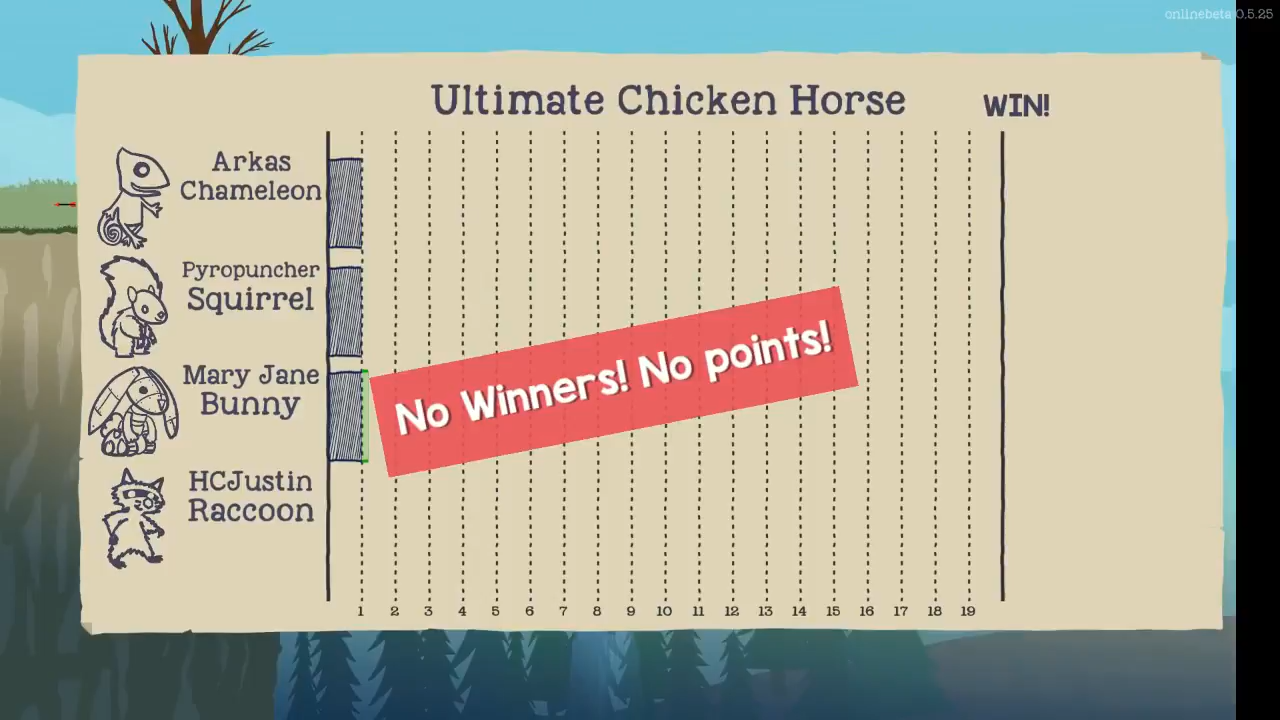 onlinebeta 0.5.25
Ultimate Chicken Horse
WIN!
Arkas
Chameleon
Pyropuncher
Squirrel
Mary Jane
Bunny
HCJustin
Raccoon
No Winners! No points!
1 2 3 4 5 6 7 8 9 10 11 12 13 14 15 16 17 18 19